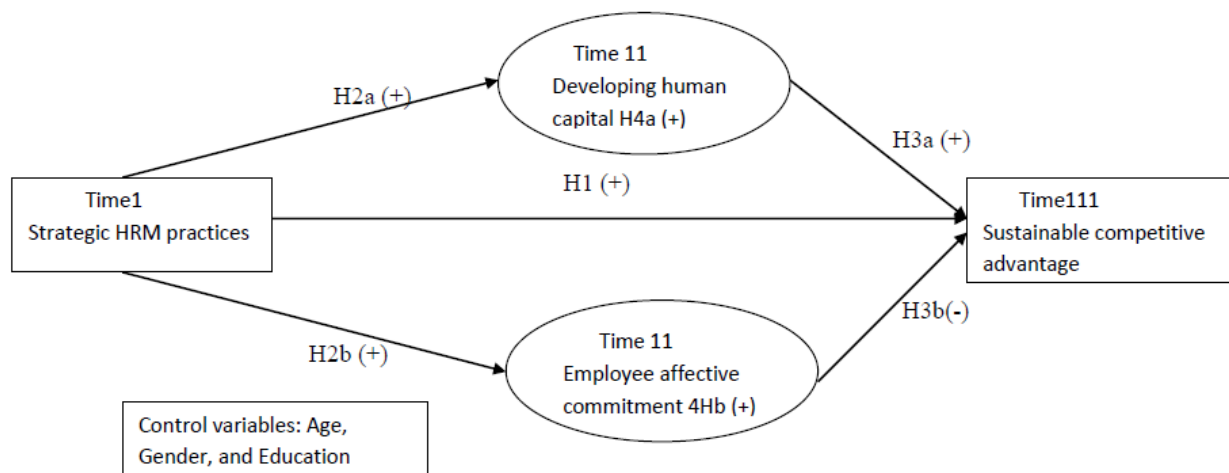 Time 11
Developing human
capital H4a (+)
H2a (+)
H3a (+)
H1 (+)
Time1
Strategic HRM practices
Time111
Sustainable competitive
advantage
H3b(-)
H2b (+)
Time 11
Employee affective
commitment 4Hb (+)
Control variables: Age,
Gender, and Education